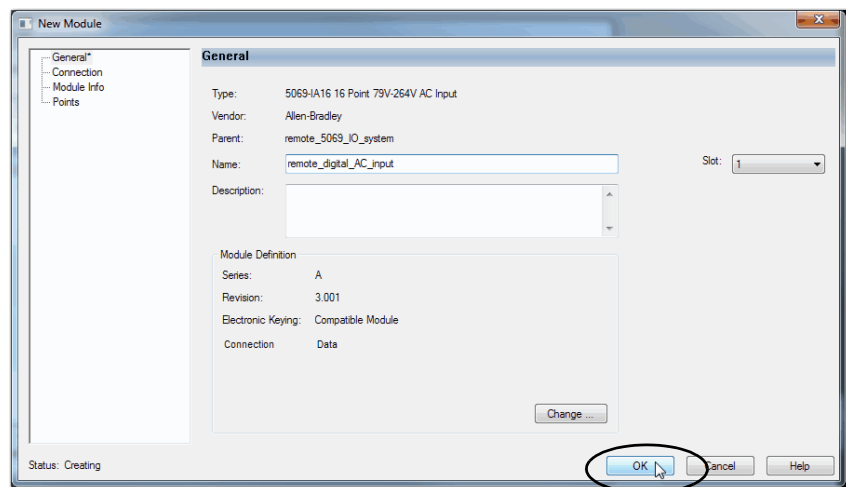 New Module
General*
Connection
Module Info
Points
General
Type: 5069-IA16 16 Point 79V-264V AC Input
Vendor: Allen-Bradley
Parent: remote_5069_IO_system
Name: remote_digital_AC_input
Slot: 1
Description:
Module Definition
Series: A
Revision: 3.001
Electronic Keying: Compatible Module
Connection Data
Change ...
Status: Creating
OK Cancel Help